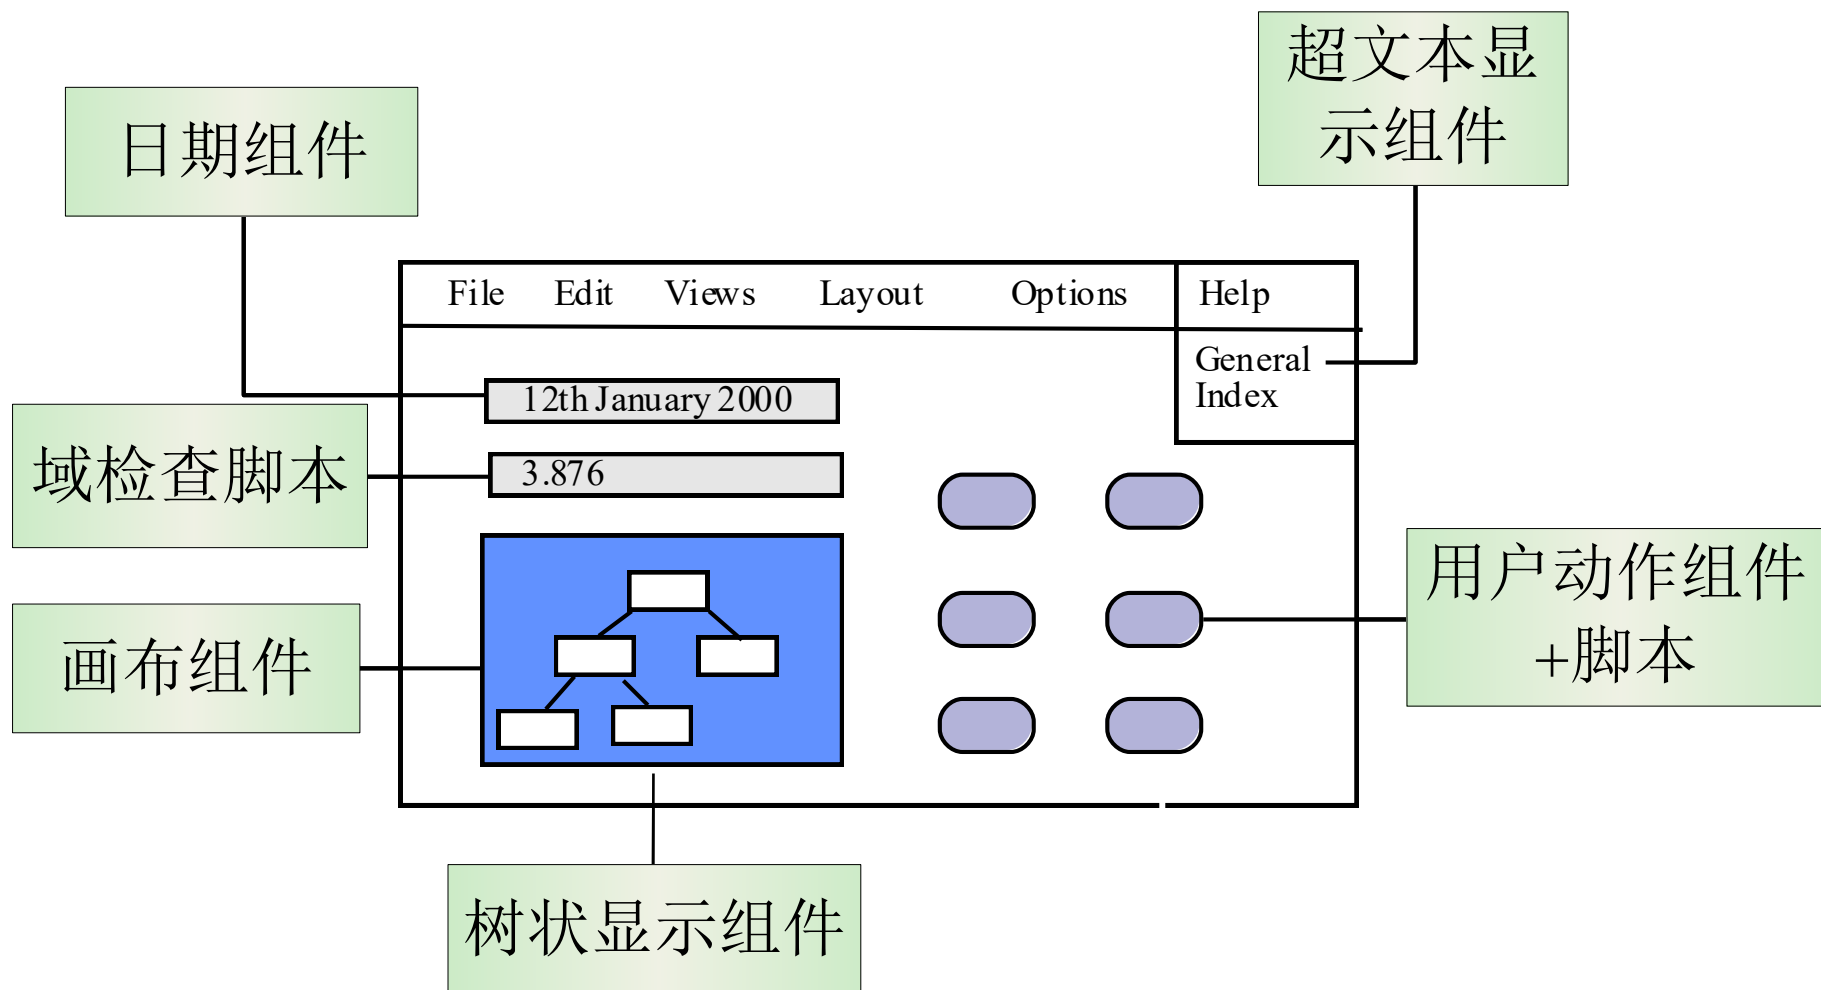 超文本显
示组件
日期组件
File Edit Views Layout Options Help
General
Index
12th January 2000
域检查脚本
3.876
用户动作组件
+脚本
画布组件
树状显示组件